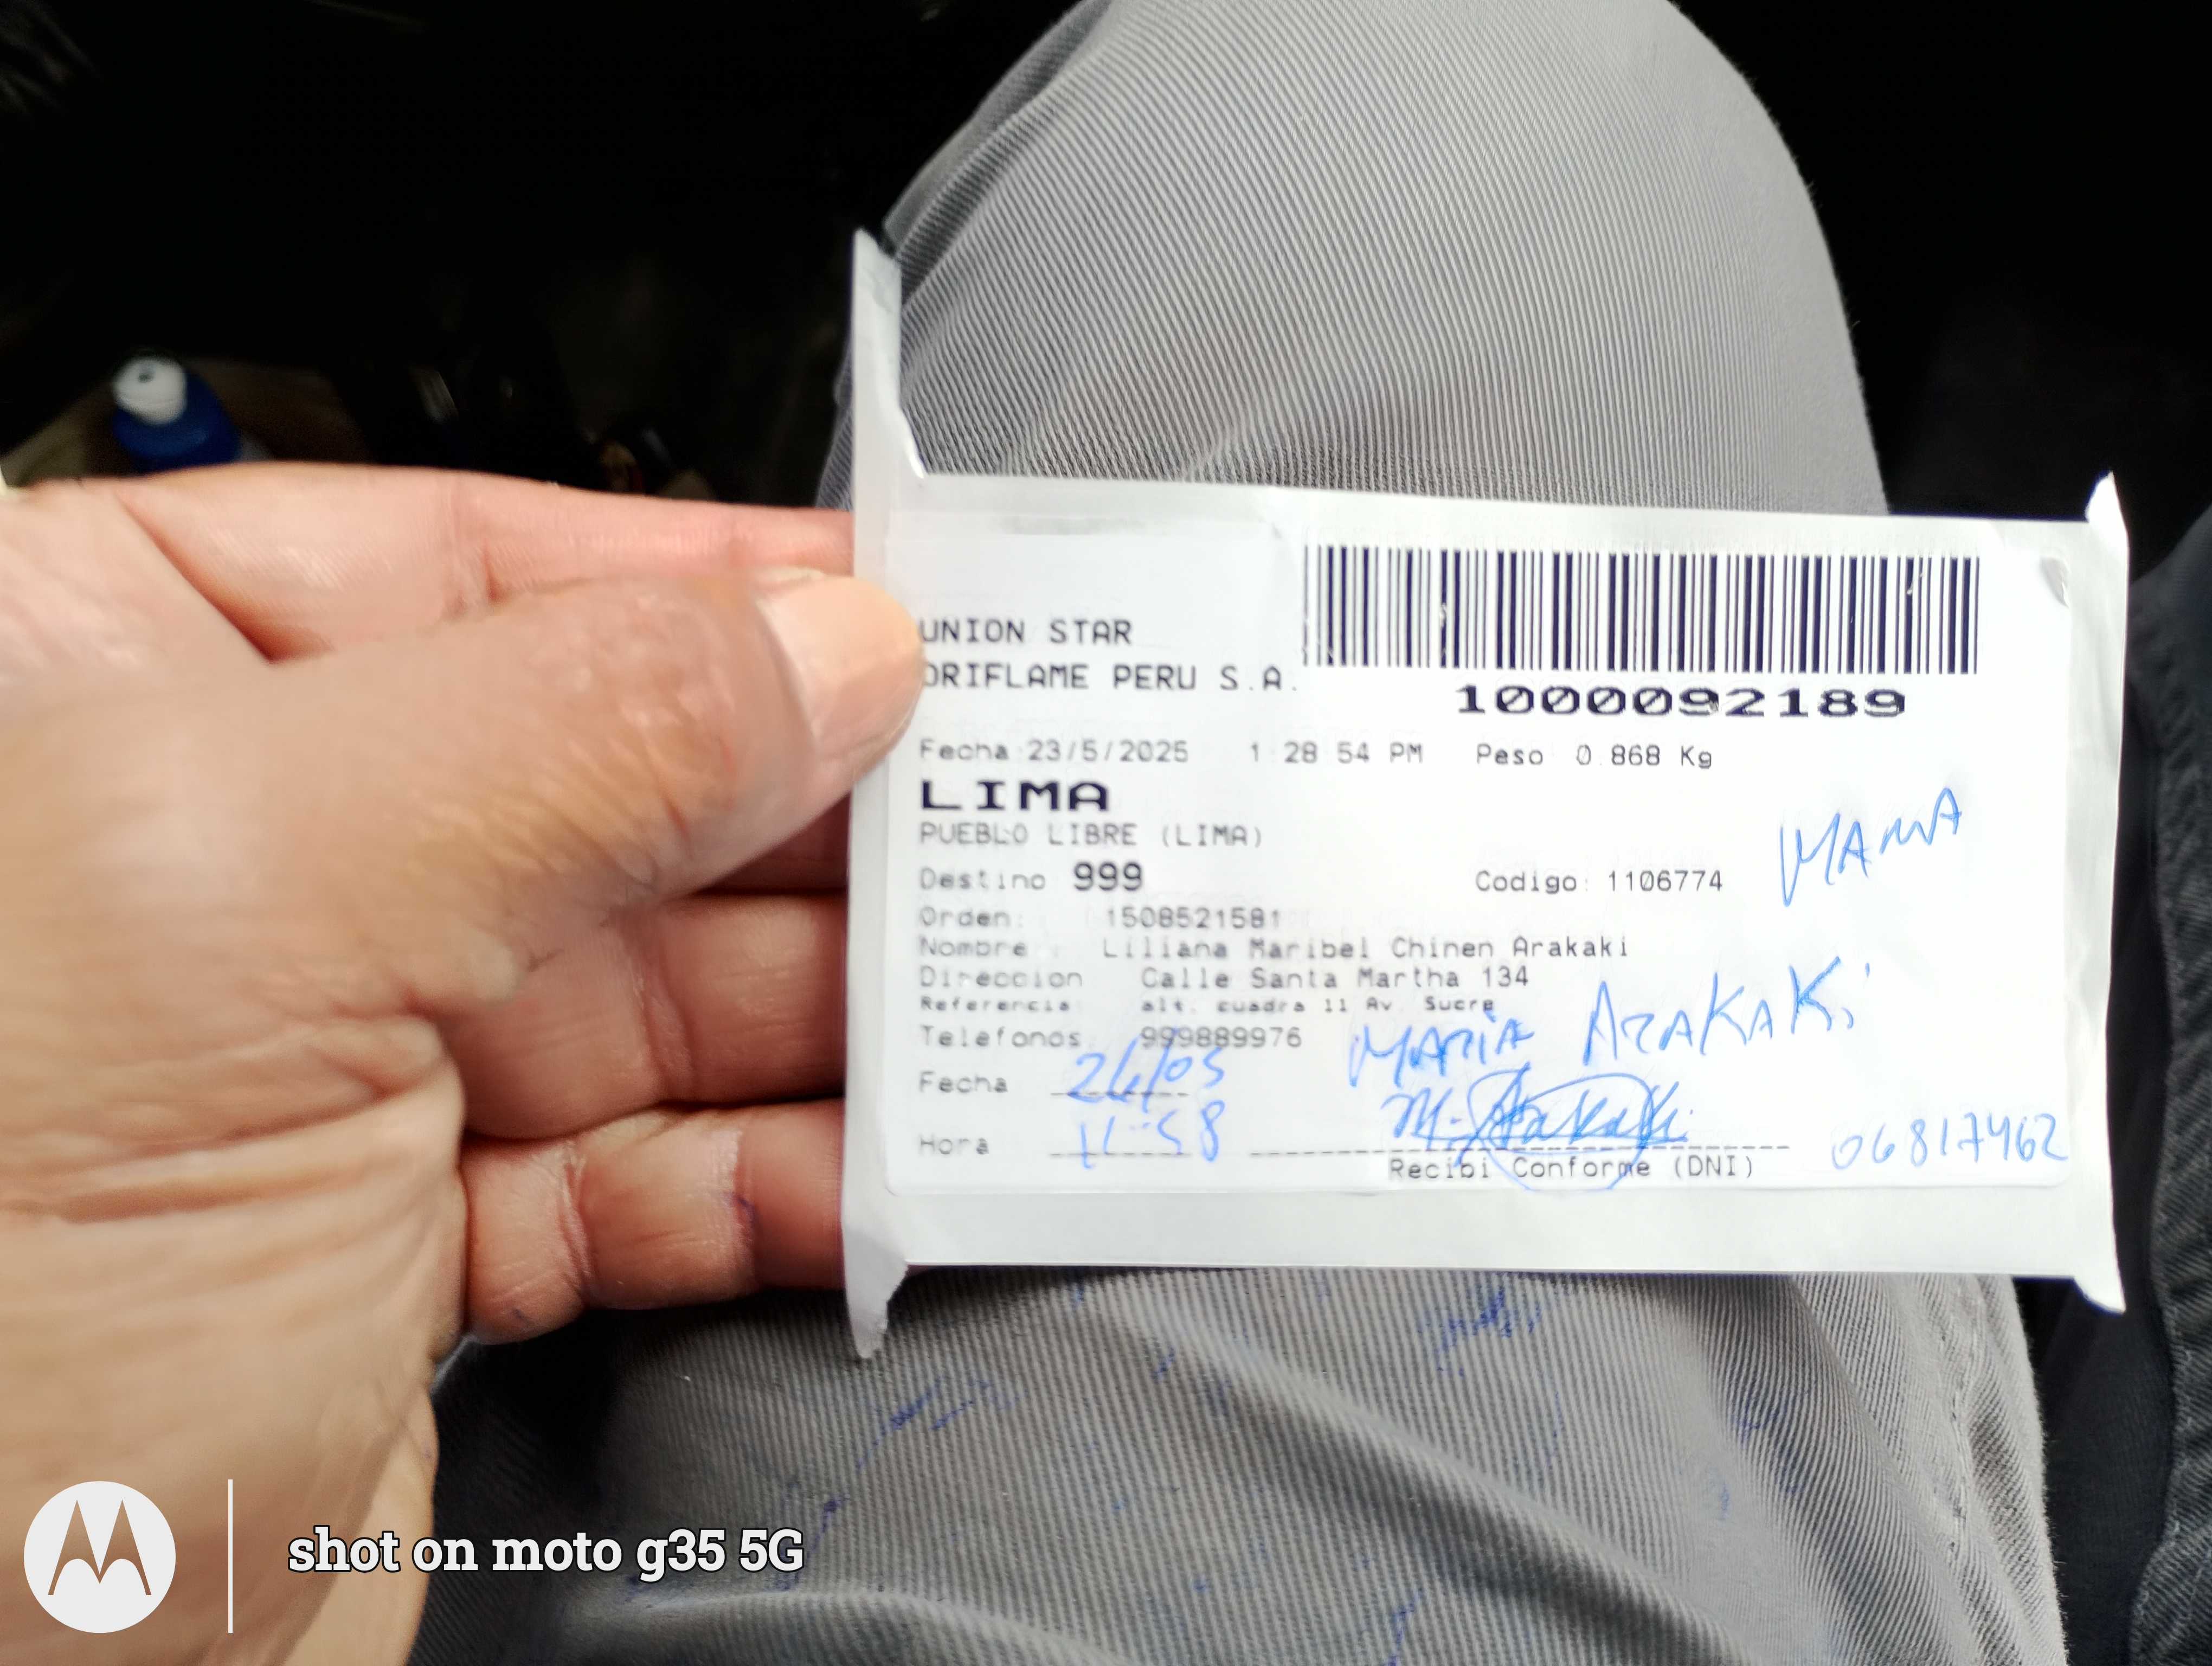 UNION STAR
ORIFLAME PERU S.A.
1000092189
Fecha 23/5/2025 1 28 54 PM Peso 0.868 Kg
LIMA
PUEBLO LIBRE (LIMA)
MAMA
Destino 999 Codigo: 1106774
Orden: 1508521581
Nombre : Liliana Maribel Chinen Arakaki
Direccion Calle Santa Martha 134
Referencia alt. cuadra 11 Av. Sucre
Telefonos: 999889976
MARIA ARAKAKi
Fecha 24/05
M. Arakaki
Hora 11:58
06817462
Recibi Conforme (DNI)
shot on moto g35 5G